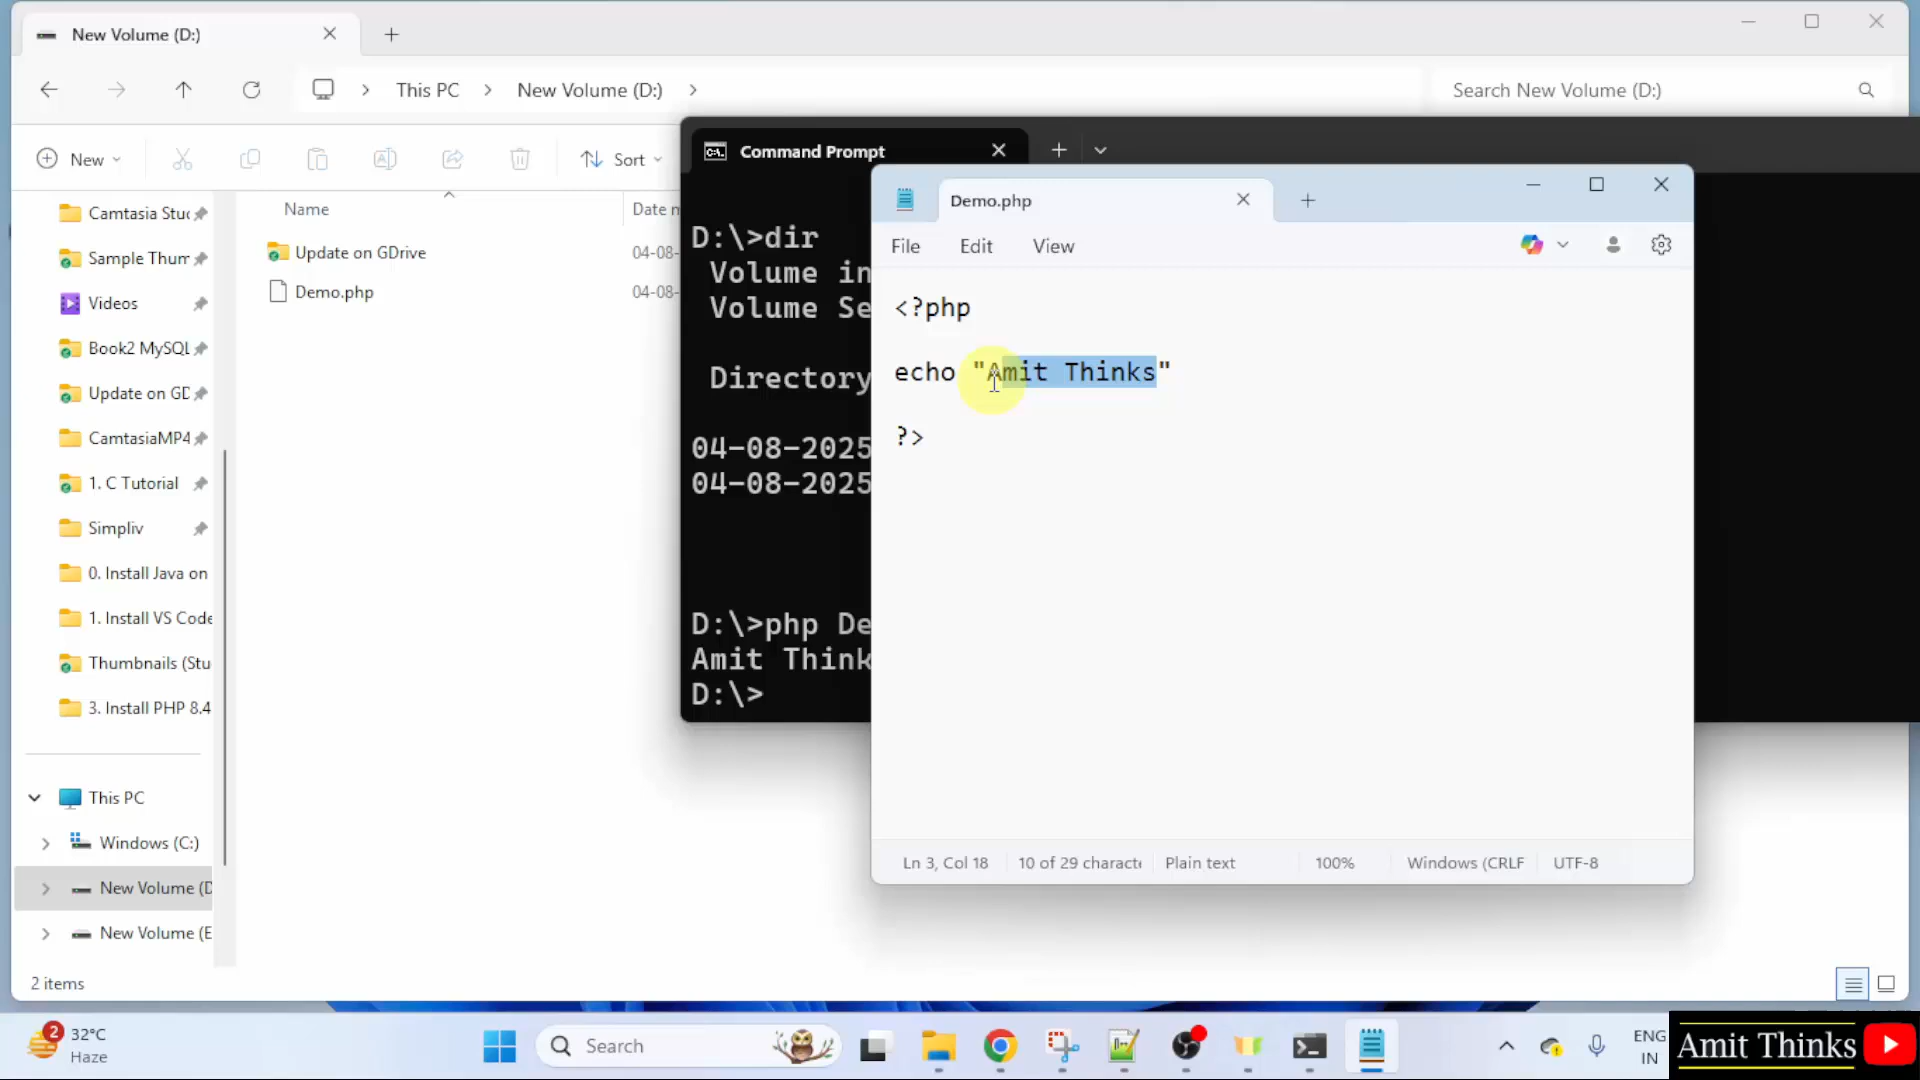 New Volume (D:)
This PC > New Volume (D:) >
Search New Volume (D:)
New
Sort
Name
Date m
Update on GDrive
04-08-
Demo.php
04-08-
Camtasia Stud
Sample Thum
Videos
Book2 MySQL
Update on GD
CamtasiaMP4
1. C Tutorial
Simpliv
0. Install Java on
1. Install VS Code
Thumbnails (Stu
3. Install PHP 8.4
This PC
Windows (C:)
New Volume (D
New Volume (E
2 items
Command Prompt
D:\>dir
Volume in
Volume Se
Directory
04-08-2025
04-08-2025
D:\>php De
Amit Think
D:\>
Demo.php
File
Edit
View
<?php
echo "Amit Thinks"
?>
Ln 3, Col 18
10 of 29 characte
Plain text
100%
Windows (CRLF
UTF-8
2
32°C
Haze
Search
ENG
IN
Amit Thinks